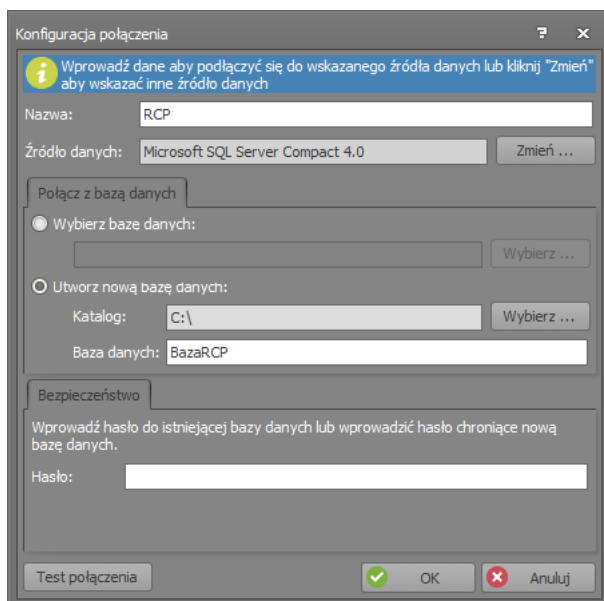 Konfiguracja połączenia
?
x
i
Wprowadź dane aby podłączyć się do wskazanego źródła danych lub kliknij "Zmień"
aby wskazać inne źródło danych
Nazwa: RCP
Źródło danych: Microsoft SQL Server Compact 4.0 Zmień ...
Połącz z bazą danych
Wybierz baze danych:
Wybierz ...
Utworz nową bazę danych:
Katalog: C:\ Wybierz ...
Baza danych: BazaRCP
Bezpieczeństwo
Wprowadź hasło do istniejącej bazy danych lub wprowadzić hasło chroniące nową
bazę danych.
Hasło:
Test połączenia OK Anuluj